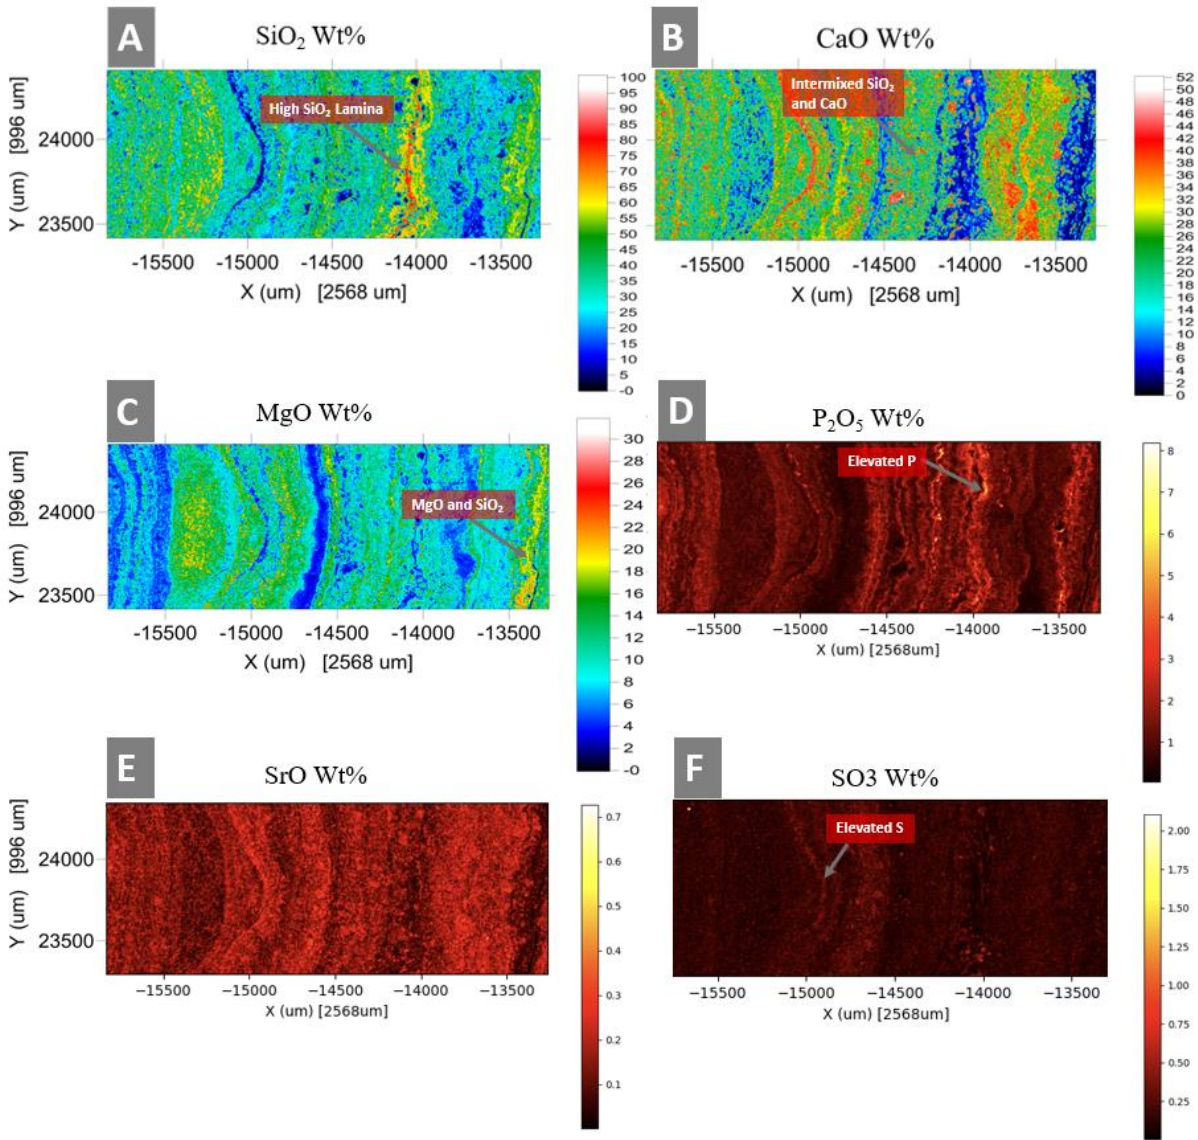 A
SiO₂ Wt%
High SiO₂ Lamina
24000
23500
Y (um) [996 um]
-15500 -15000 -14500 -14000 -13500
X (um) [2568 um]
100
95
90
85
80
75
70
65
60
55
50
45
40
35
30
25
20
15
10
5
-0
B
CaO Wt%
Intermixed SiO₂
and CaO
-15500 -15000 -14500 -14000 -13500
X (um) [2568 um]
52
50
48
46
44
42
40
38
36
34
32
30
28
26
24
22
20
18
16
14
12
10
8
6
4
2
0
C
MgO Wt%
MgO and SiO₂
24000
23500
Y (um) [996 um]
-15500 -15000 -14500 -14000 -13500
X (um) [2568 um]
30
28
26
24
22
20
18
16
14
12
10
8
6
4
2
-0
D
P₂O₅ Wt%
Elevated P
−15500 −15000 −14500 −14000 −13500
X (um) [2568um]
8
7
6
5
4
3
2
1
E
SrO Wt%
24000
23500
Y (um) [996 um]
−15500 −15000 −14500 −14000 −13500
X (um) [2568um]
0.7
0.6
0.5
0.4
0.3
0.2
0.1
F
SO3 Wt%
Elevated S
−15500 −15000 −14500 −14000 −13500
X (um) [2568um]
2.00
1.75
1.50
1.25
1.00
0.75
0.50
0.25